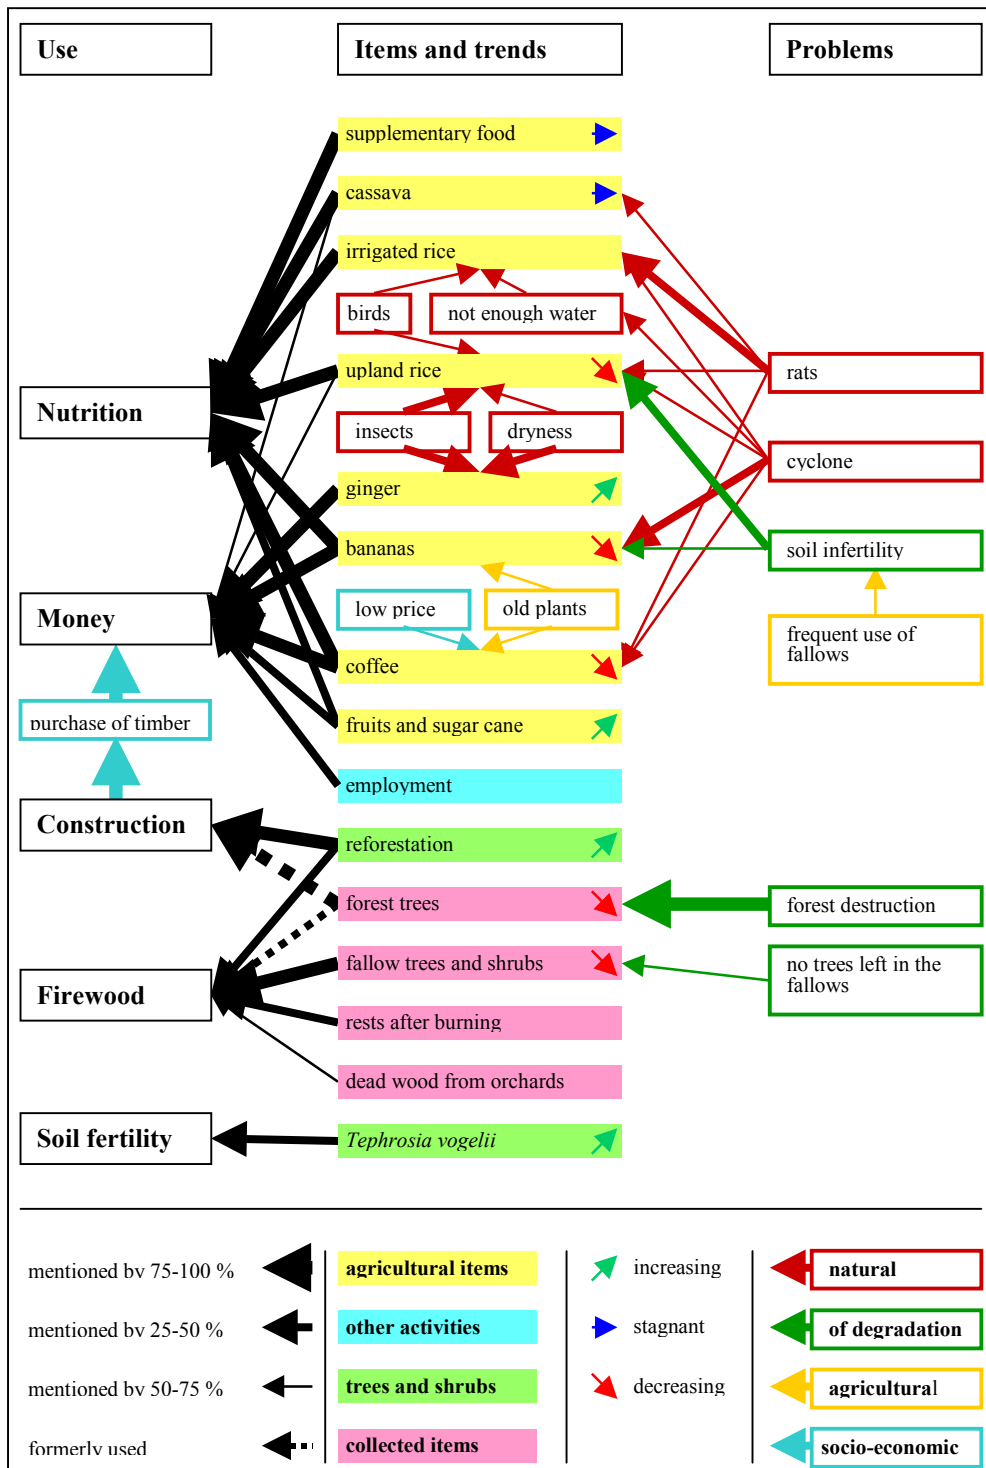 Use
Items and trends
Problems
supplementary food
cassava
irrigated rice
birds
not enough water
upland rice
rats
Nutrition
insects
dryness
cyclone
ginger
bananas
soil infertility
low price
old plants
Money
frequent use of
fallows
coffee
purchase of timber
fruits and sugar cane
employment
Construction
reforestation
forest trees
forest destruction
fallow trees and shrubs
no trees left in the
fallows
Firewood
rests after burning
dead wood from orchards
Soil fertility
Tephrosia vogelii
mentioned by 75-100 %
agricultural items
increasing
natural
mentioned by 25-50 %
other activities
stagnant
of degradation
mentioned by 50-75 %
trees and shrubs
decreasing
agricultural
formerly used
collected items
socio-economic